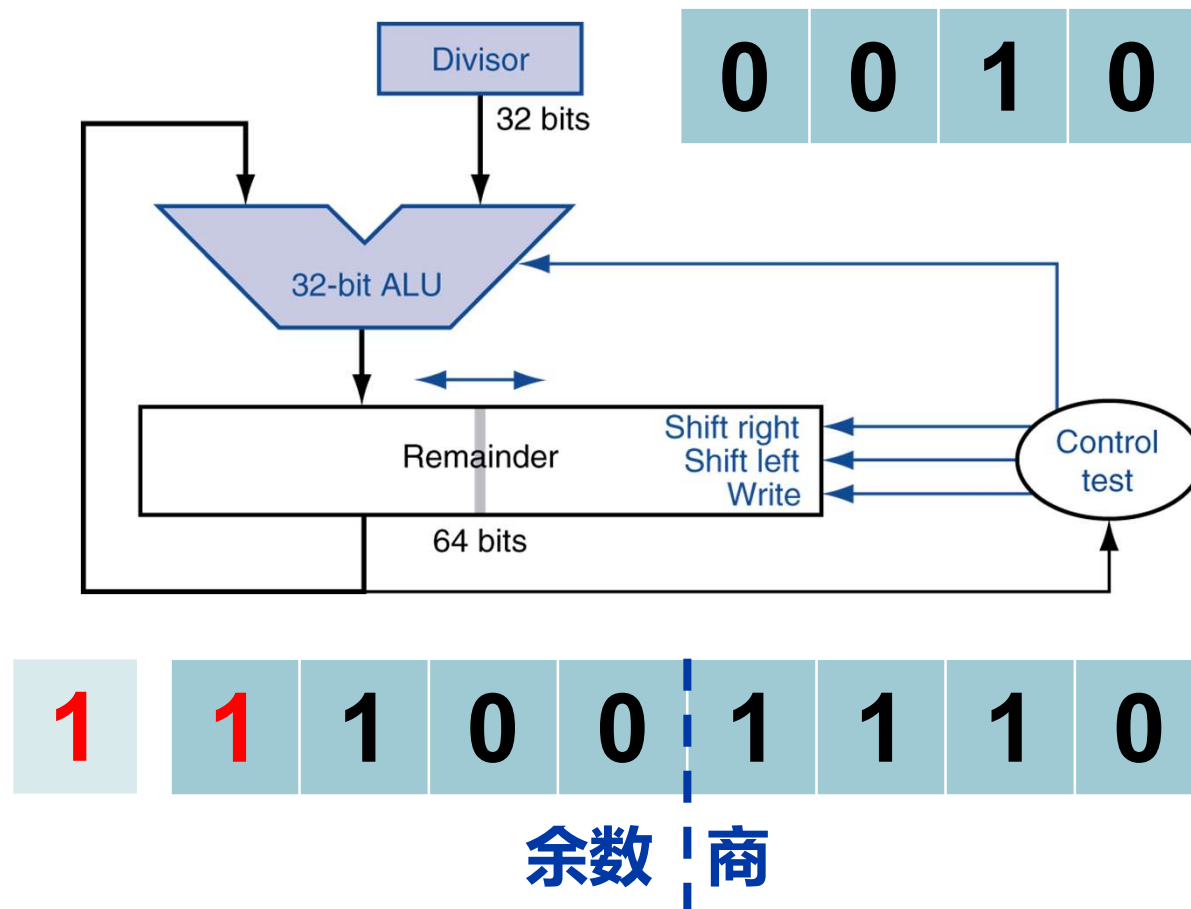 Divisor
0 0 1 0
32 bits
32-bit ALU
Remainder
Shift right
Shift left
Write
Control
test
64 bits
1 1 1 0 0 1 1 1 0
余数 商